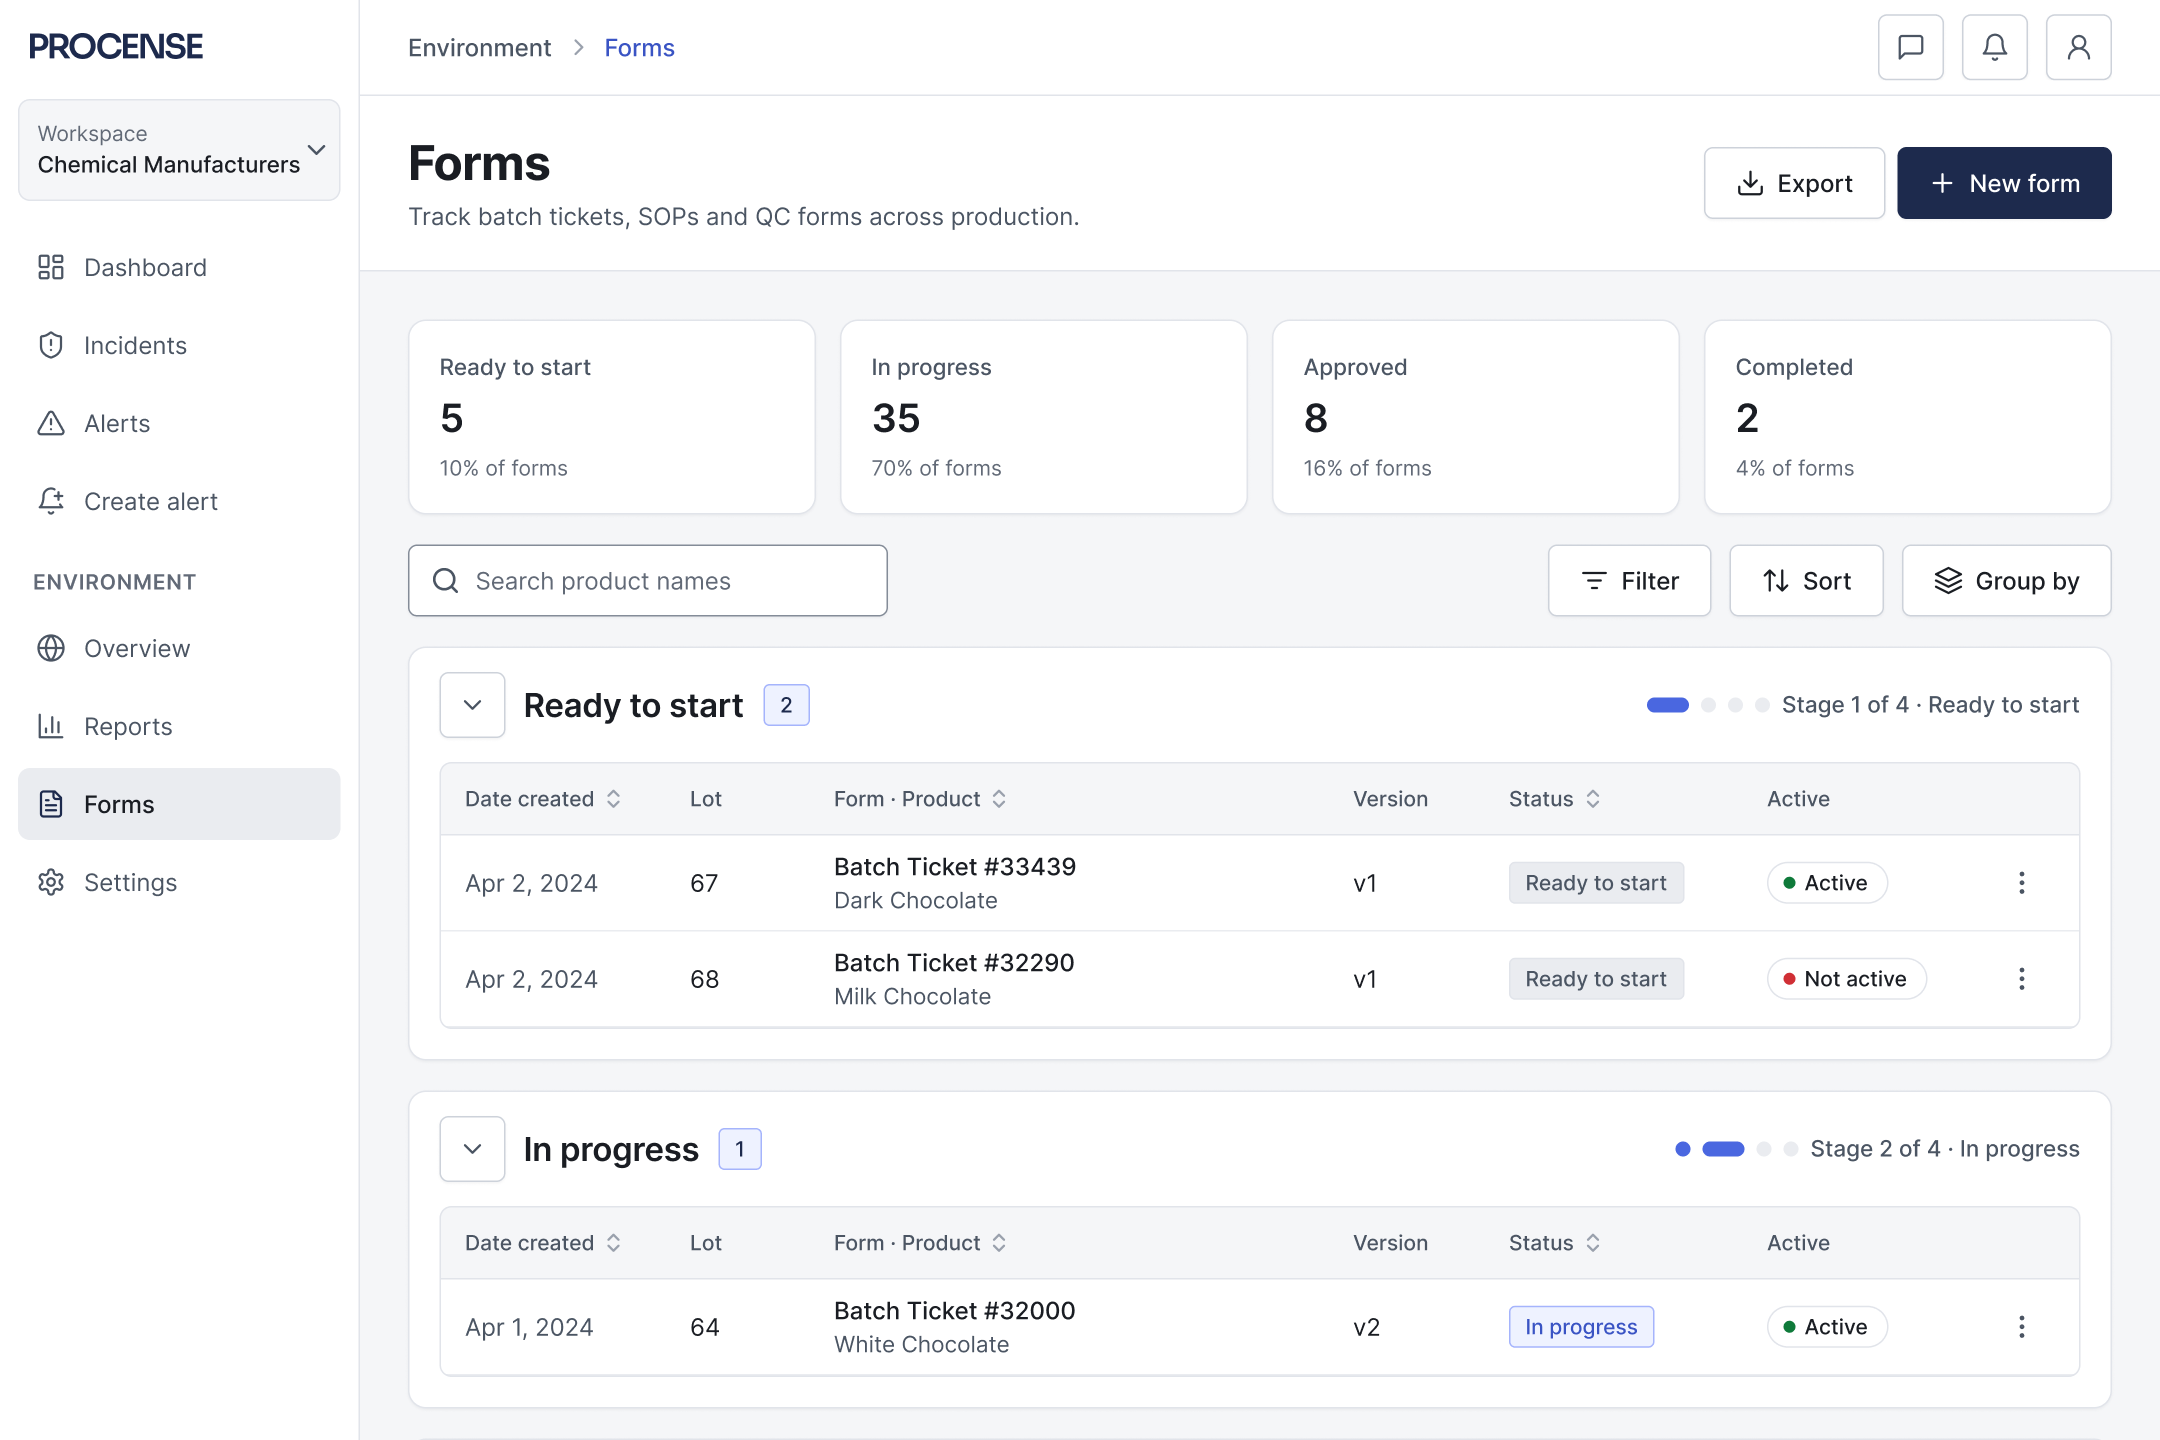 PROCENSE
Workspace
Chemical Manufacturers
Dashboard
Incidents
Alerts
Create alert
ENVIRONMENT
Overview
Reports
Forms
Settings
Environment > Forms
Forms
Track batch tickets, SOPs and QC forms across production.
Export
+ New form
Ready to start
5
10% of forms
In progress
35
70% of forms
Approved
8
16% of forms
Completed
2
4% of forms
Search product names
Filter
Sort
Group by
Ready to start 2
Stage 1 of 4 · Ready to start
Date created Lot Form · Product Version Status Active
Apr 2, 2024 67 Batch Ticket #33439 v1 Ready to start Active
Dark Chocolate
Apr 2, 2024 68 Batch Ticket #32290 v1 Ready to start Not active
Milk Chocolate
In progress 1
Stage 2 of 4 · In progress
Date created Lot Form · Product Version Status Active
Apr 1, 2024 64 Batch Ticket #32000 v2 In progress Active
White Chocolate